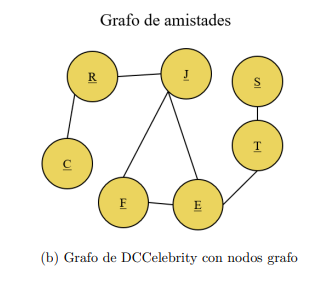 Grafo de amistades
R
J
S
C
T
F
E
(b) Grafo de DCCelebrity con nodos grafo